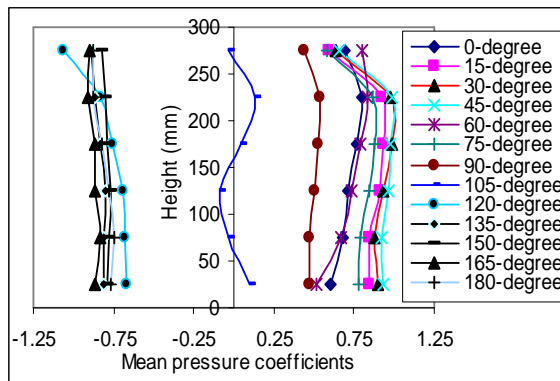 300
250
200
150
100
50
0
Height (mm)
-1.25 -0.75 -0.25 0.25 0.75 1.25
Mean pressure coefficients
0-degree
15-degree
30-degree
45-degree
60-degree
75-degree
90-degree
105-degree
120-degree
135-degree
150-degree
165-degree
180-degree